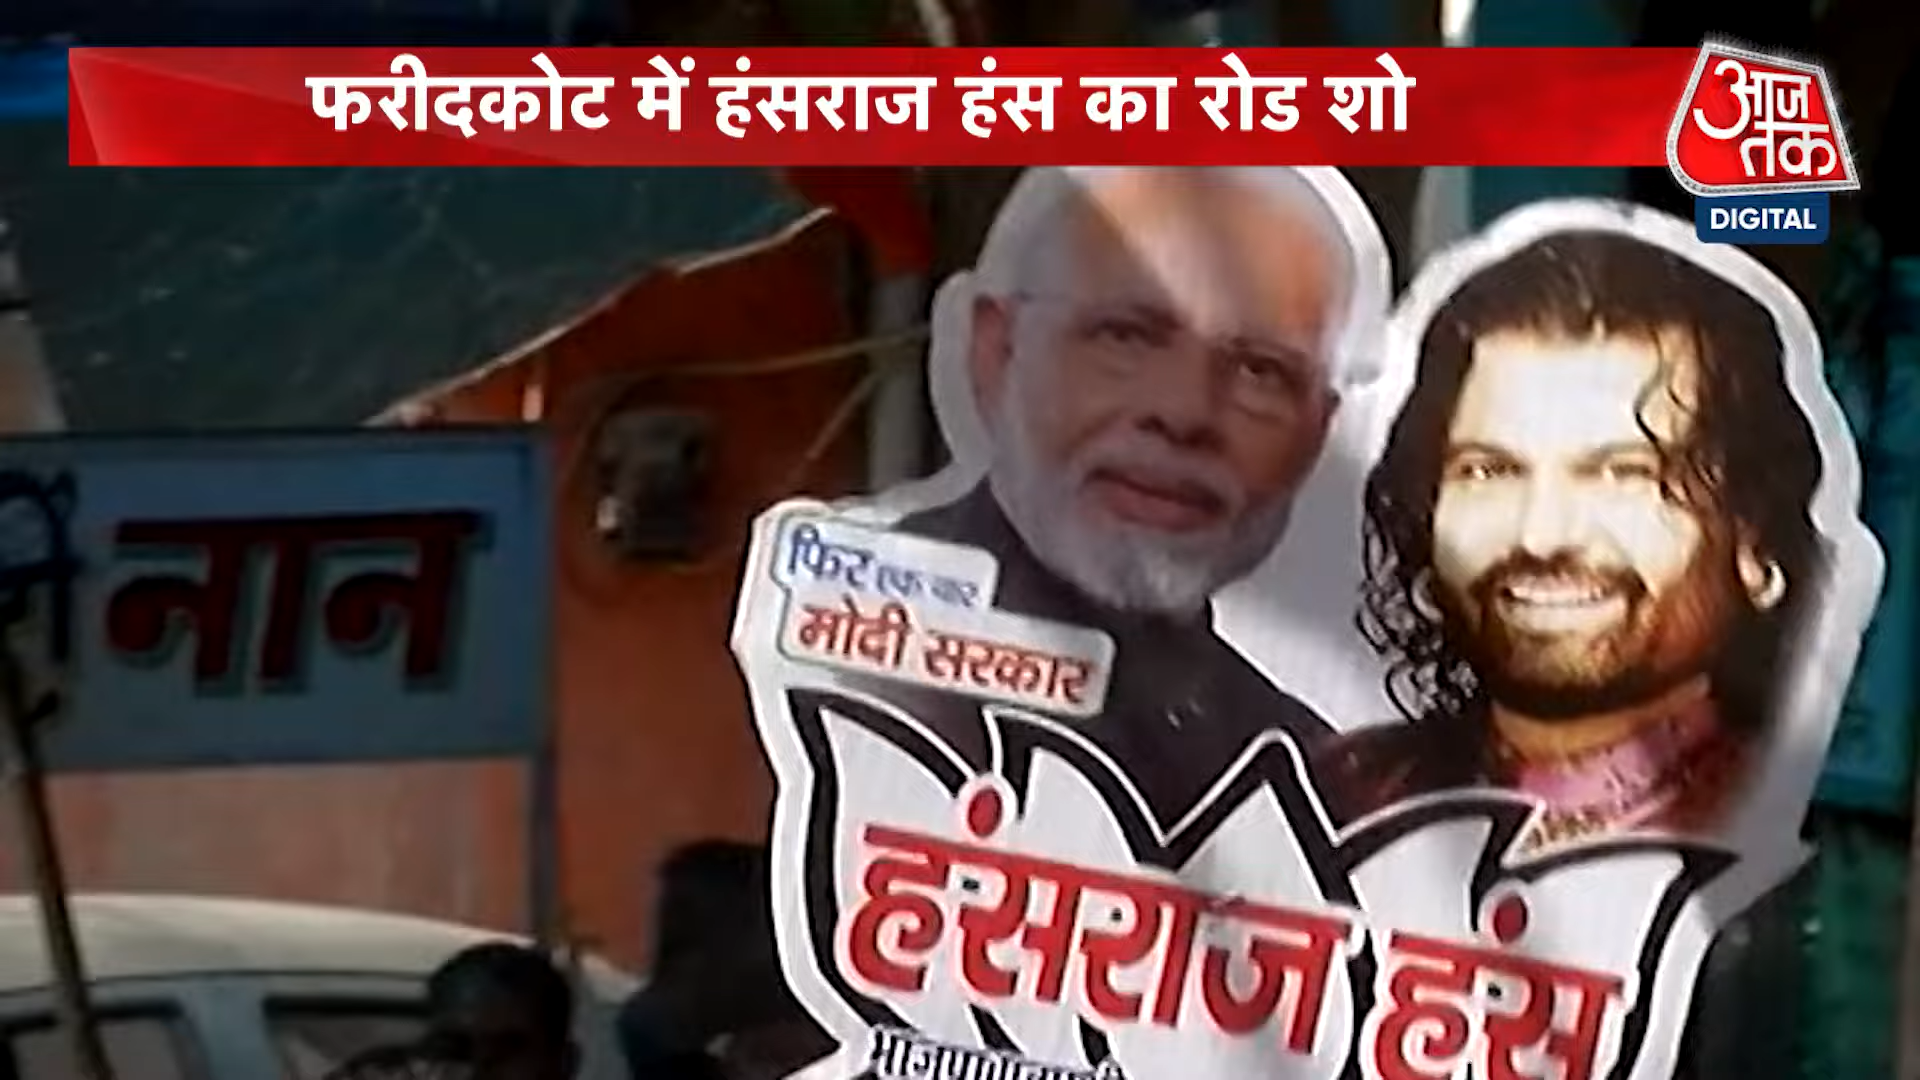 फरीदकोट में हंसराज हंस का रोड शो
आज
तक
DIGITAL
नान
फिर एक बार
मोदी सरकार
हंसराज हंस